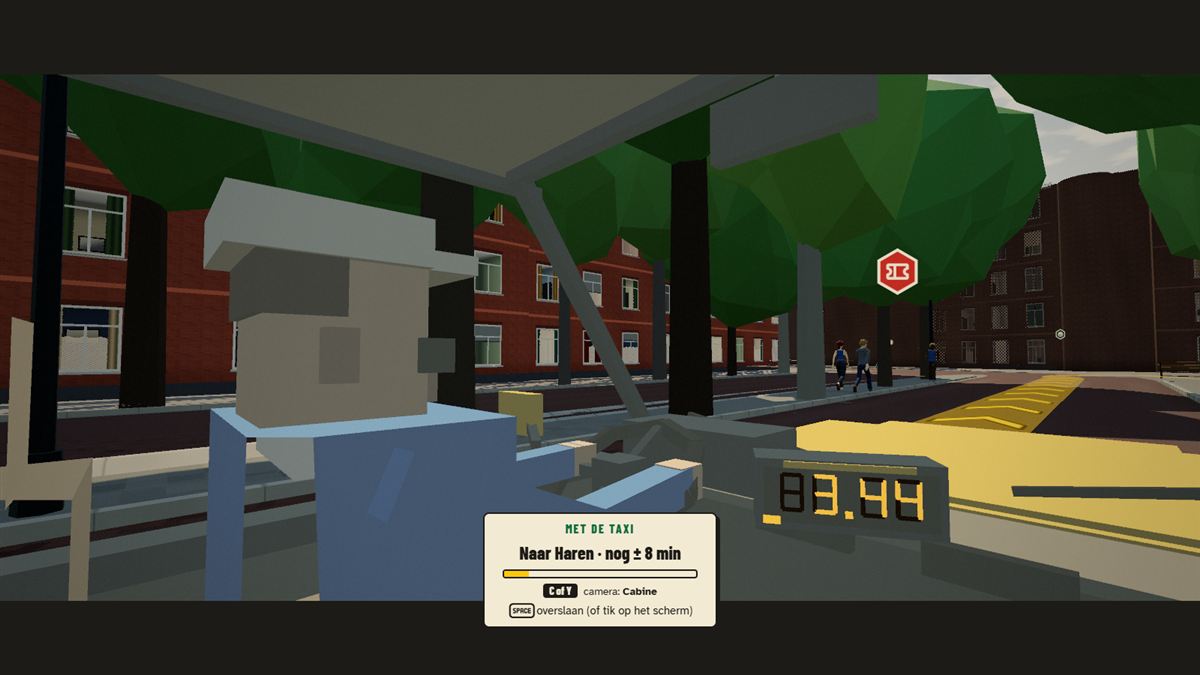 3.44
MET DE TAXI
Naar Haren · nog ± 8 min
C of Y camera: Cabine
SPACE overslaan (of tik op het scherm)